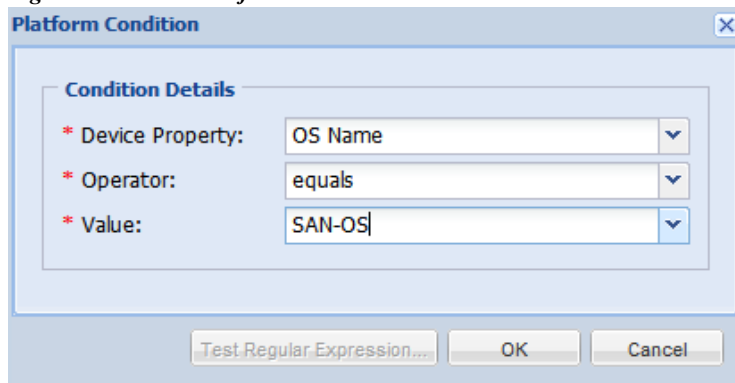 Platform Condition
Condition Details
* Device Property: OS Name
* Operator: equals
* Value: SAN-OS
Test Regular Expression... OK Cancel